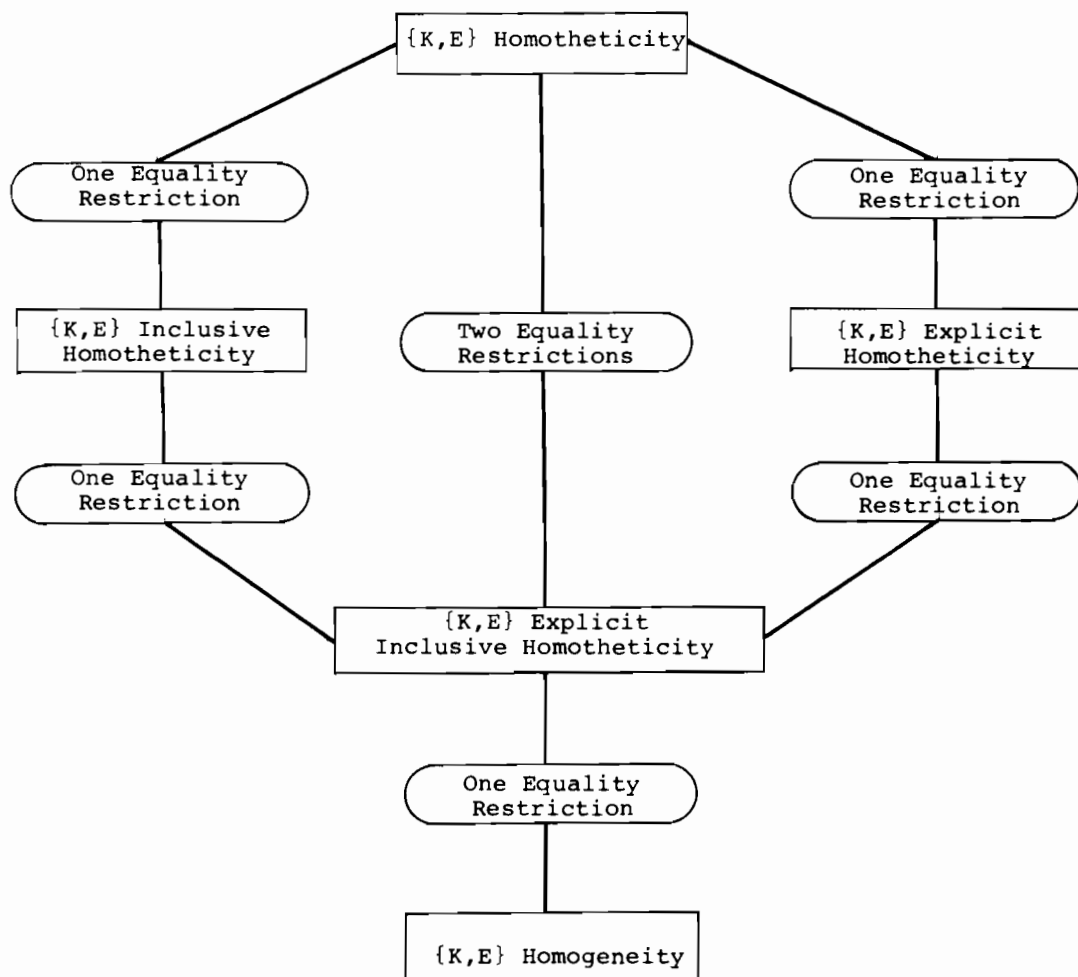 {K,E} Homotheticity
One Equality
Restriction
One Equality
Restriction
{K,E} Inclusive
Homotheticity
Two Equality
Restrictions
{K,E} Explicit
Homotheticity
One Equality
Restriction
One Equality
Restriction
{K,E} Explicit
Inclusive Homotheticity
One Equality
Restriction
{K,E} Homogeneity